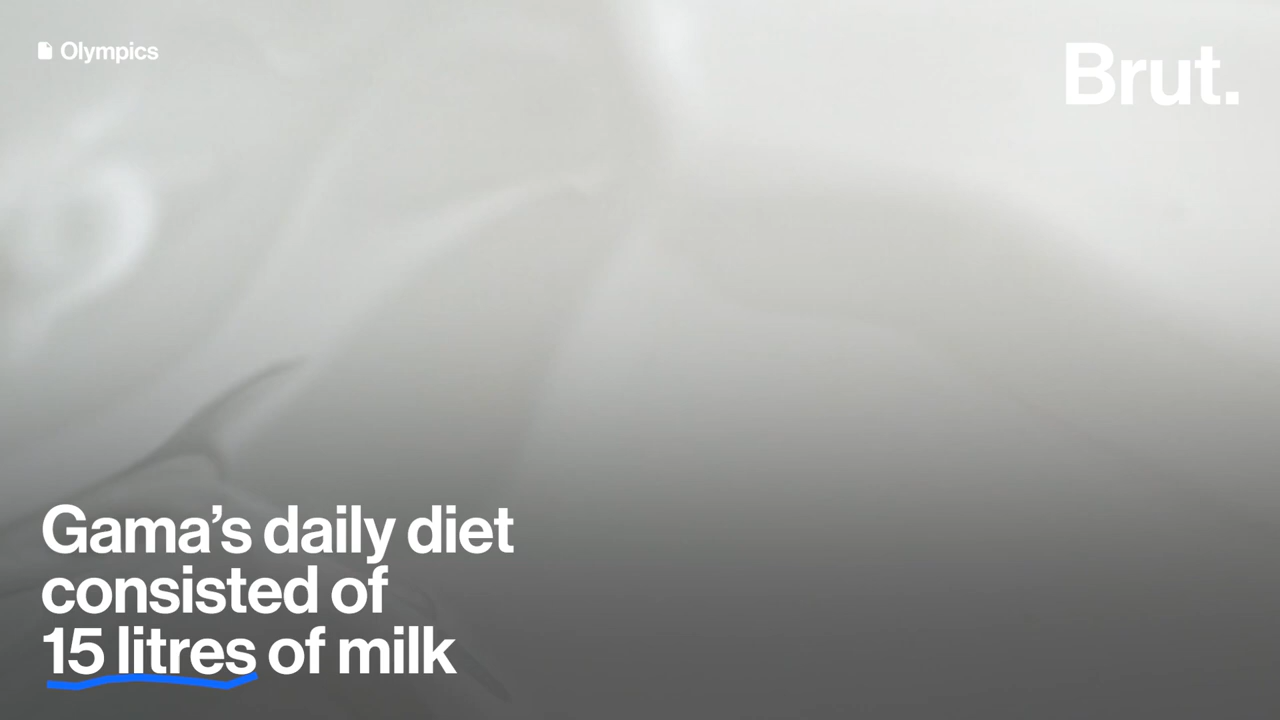 Olympics
Brut.
Gama’s daily diet
consisted of
15 litres of milk